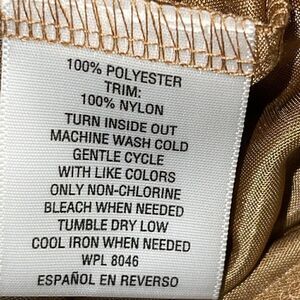 100% POLYESTER
TRIM:
100% NYLON
TURN INSIDE OUT
MACHINE WASH COLD
GENTLE CYCLE
WITH LIKE COLORS
ONLY NON-CHLORINE
BLEACH WHEN NEEDED
TUMBLE DRY LOW
COOL IRON WHEN NEEDED
WPL 8046
ESPAÑOL EN REVERSO